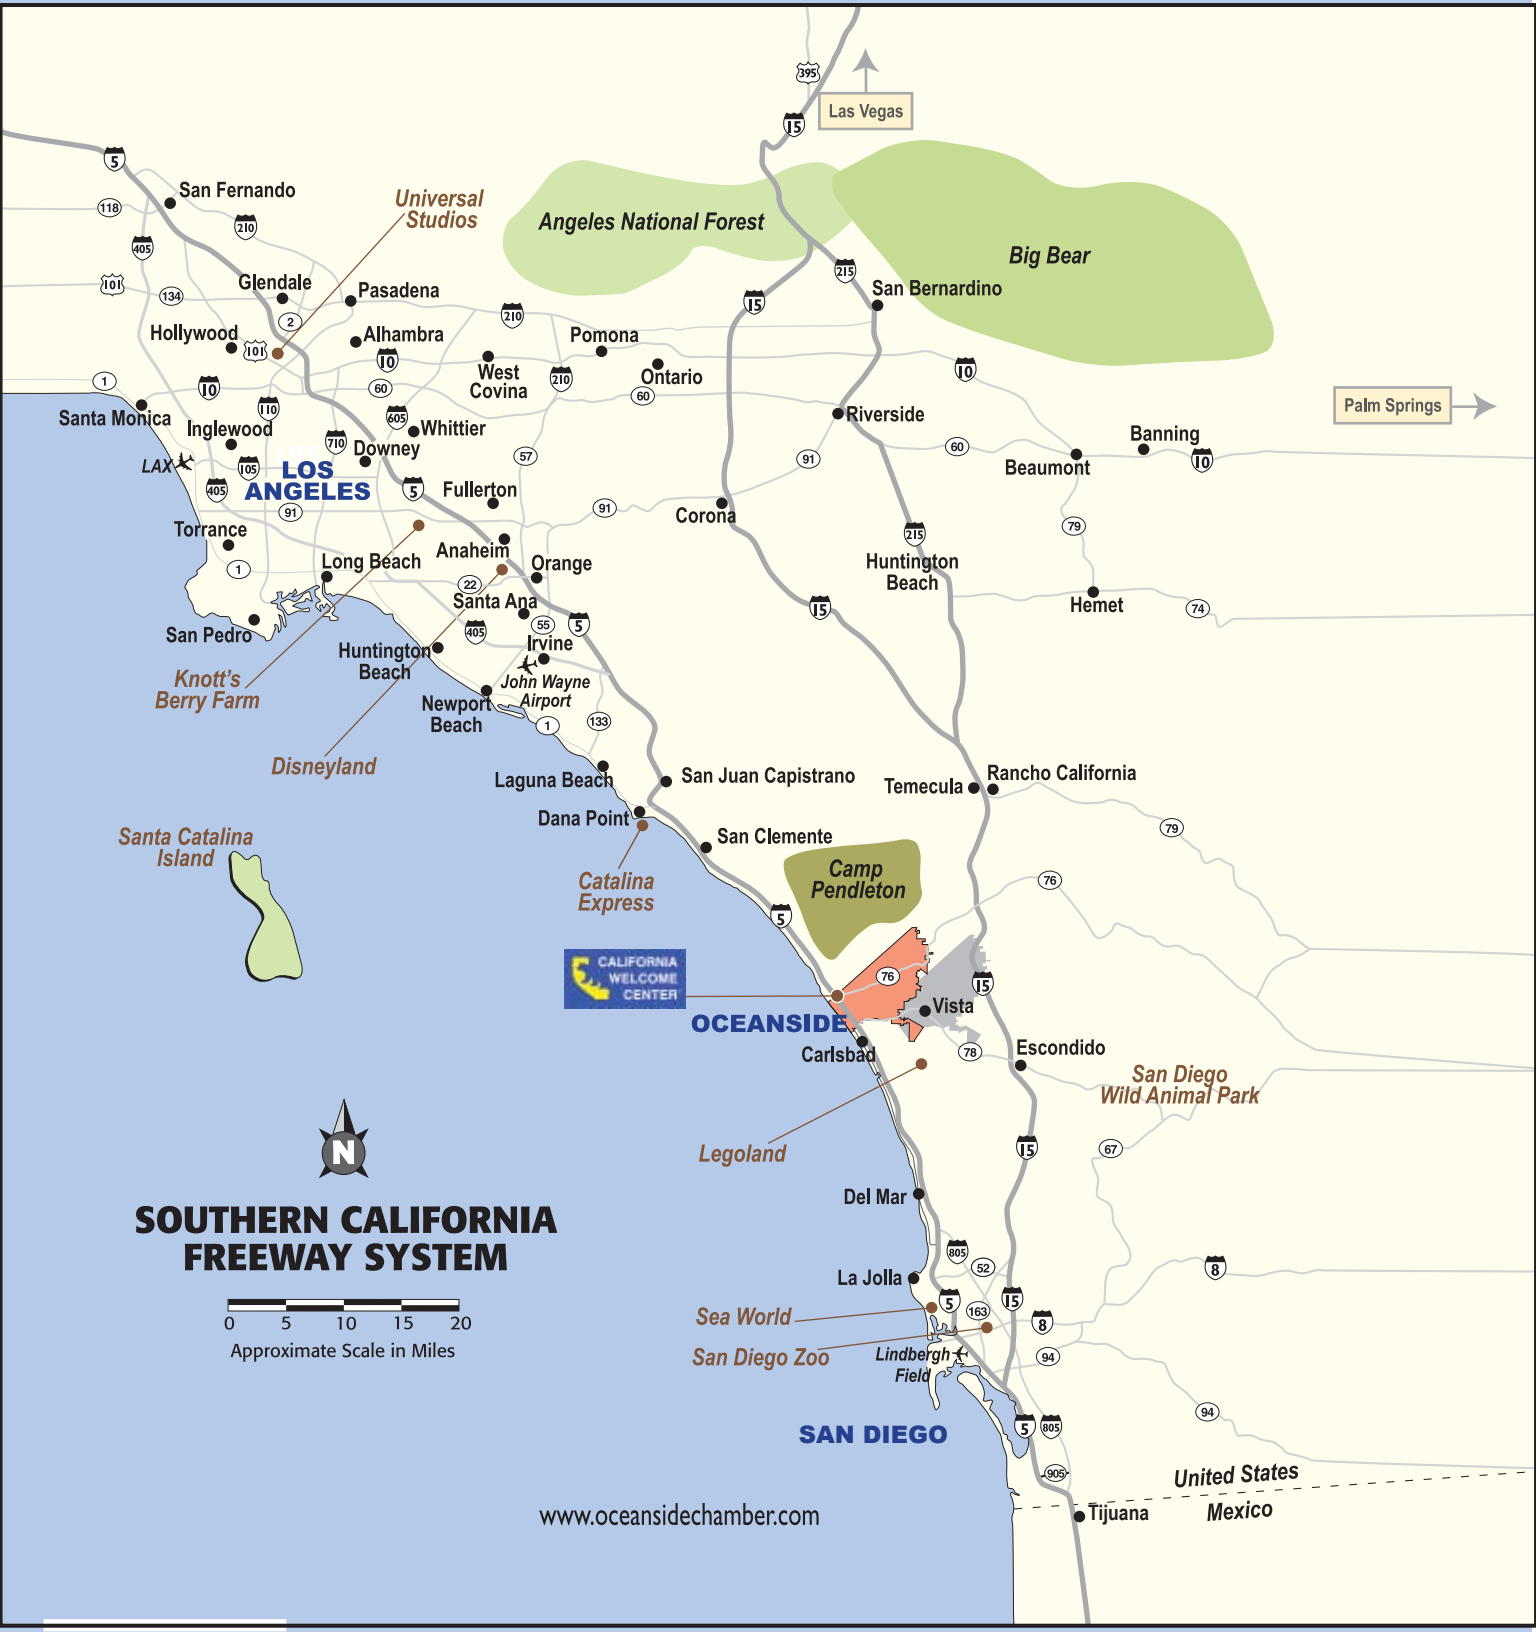 395
Las Vegas
15
5
San Fernando
118
210
405
Universal
Studios
Angeles National Forest
Big Bear
101
134
Glendale
Pasadena
215
San Bernardino
15
2
210
Hollywood
101
Alhambra
10
Pomona
West
Covina
210
Ontario
10
1
10
60
60
Palm Springs
Santa Monica
110
605
Whittier
Riverside
Inglewood
710
Downey
LAX
105
LOS
ANGELES
57
91
60
Beaumont
Banning
10
405
5
Fullerton
91
91
Corona
Torrance
79
215
Anaheim
Orange
Long Beach
1
22
Huntington
Beach
Santa Ana
15
Hemet
74
San Pedro
405
55
5
Huntington
Beach
Irvine
John Wayne
Airport
Knott's
Berry Farm
Newport
Beach
1
133
Disneyland
Laguna Beach
San Juan Capistrano
Temecula
Rancho California
Dana Point
79
San Clemente
Santa Catalina
Island
Catalina
Express
Camp
Pendleton
76
5
CALIFORNIA
WELCOME
CENTER
76
15
Vista
OCEANSIDE
Carlsbad
78
Escondido
San Diego
Wild Animal Park
Legoland
67
15
N
Del Mar
SOUTHERN CALIFORNIA
FREEWAY SYSTEM
805
52
8
La Jolla
0 5 10 15 20
Approximate Scale in Miles
5
163
15
8
Sea World
San Diego Zoo
Lindbergh
Field
94
94
SAN DIEGO
5
805
905
United States
Mexico
www.oceansidechamber.com
Tijuana